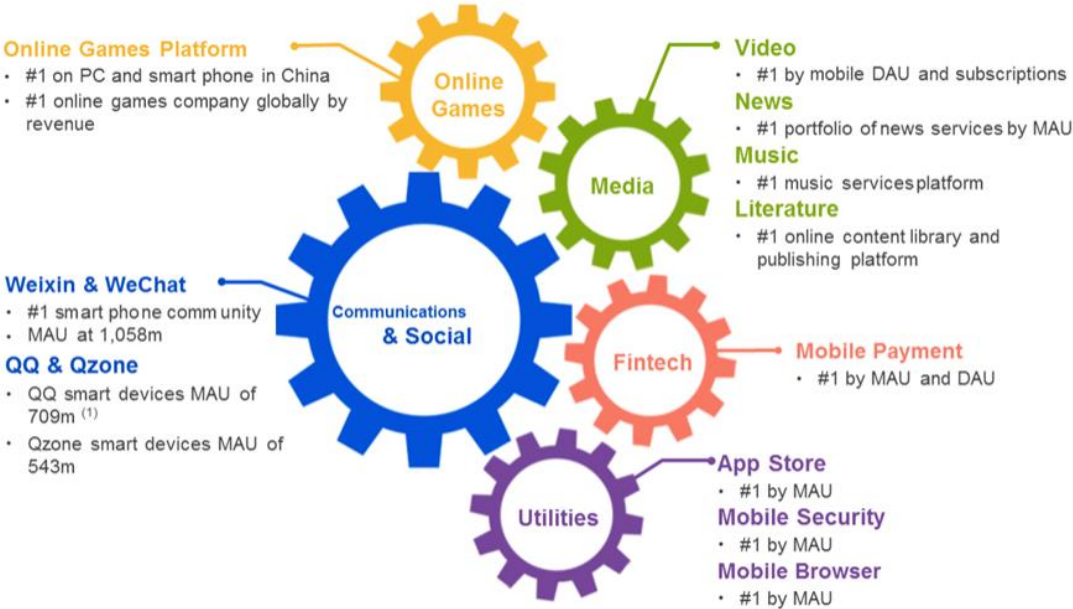 Online Games Platform
• #1 on PC and smart phone in China
• #1 online games company globally by
revenue
Online
Games
Video
• #1 by mobile DAU and subscriptions
News
• #1 portfolio of news services by MAU
Music
• #1 music services platform
Literature
• #1 online content library and
publishing platform
Media
Weixin & WeChat
• #1 smart phone community
• MAU at 1,058m
QQ & Qzone
• QQ smart devices MAU of
709m (1)
• Qzone smart devices MAU of
543m
Communications
& Social
Fintech
Mobile Payment
• #1 by MAU and DAU
Utilities
App Store
• #1 by MAU
Mobile Security
• #1 by MAU
Mobile Browser
• #1 by MAU